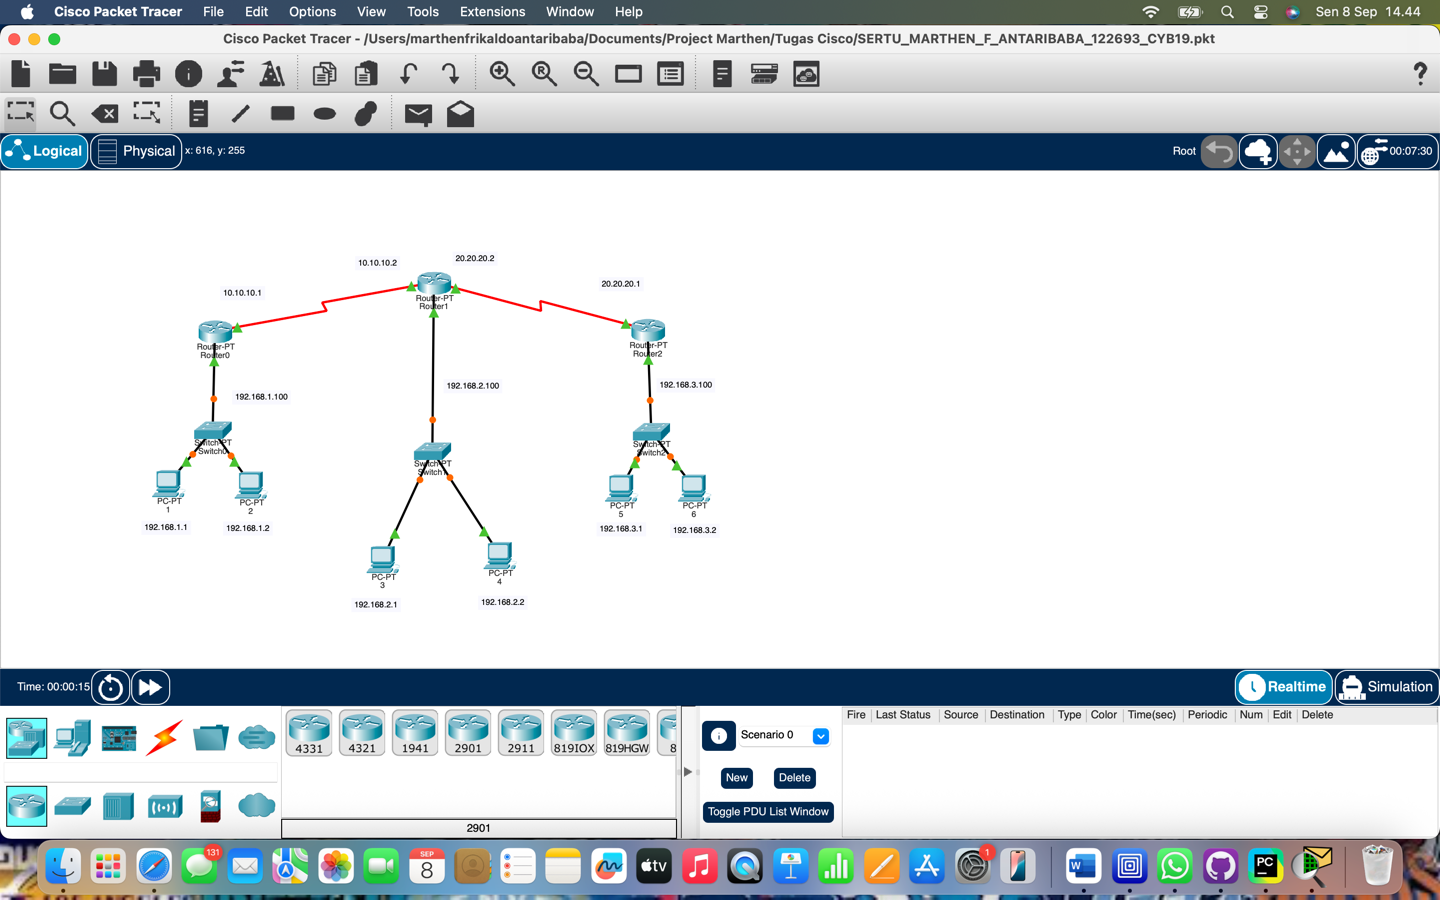 Cisco Packet Tracer File Edit Options View Tools Extensions Window Help Sen 8 Sep 14.44
Cisco Packet Tracer - /Users/marthenfrikaldoantaribaba/Documents/Project Marthen/Tugas Cisco/SERTU_MARTHEN_F_ANTARIBABA_122693_CYB19.pkt
Logical Physical x: 616, y: 255 Root 00:07:30
20.20.20.2
10.10.10.2
20.20.20.1
10.10.10.1
Router-PT
Router1
Router-PT
Router0
Router-PT
Router2
192.168.1.100
192.168.2.100
192.168.3.100
Switch-PT
Switch0
Switch-PT
Switch1
Switch-PT
Switch2
PC-PT
1
PC-PT
2
PC-PT
5
PC-PT
6
192.168.1.1
192.168.1.2
192.168.3.1
192.168.3.2
PC-PT
3
PC-PT
4
192.168.2.1
192.168.2.2
Time: 00:00:15 Realtime Simulation
4331 4321 1941 2901 2911 819IOX 819HGW 8
2901
Scenario 0
New Delete
Toggle PDU List Window
Fire Last Status Source Destination Type Color Time(sec) Periodic Num Edit Delete
131
SEP
8
tv
1
W
PC